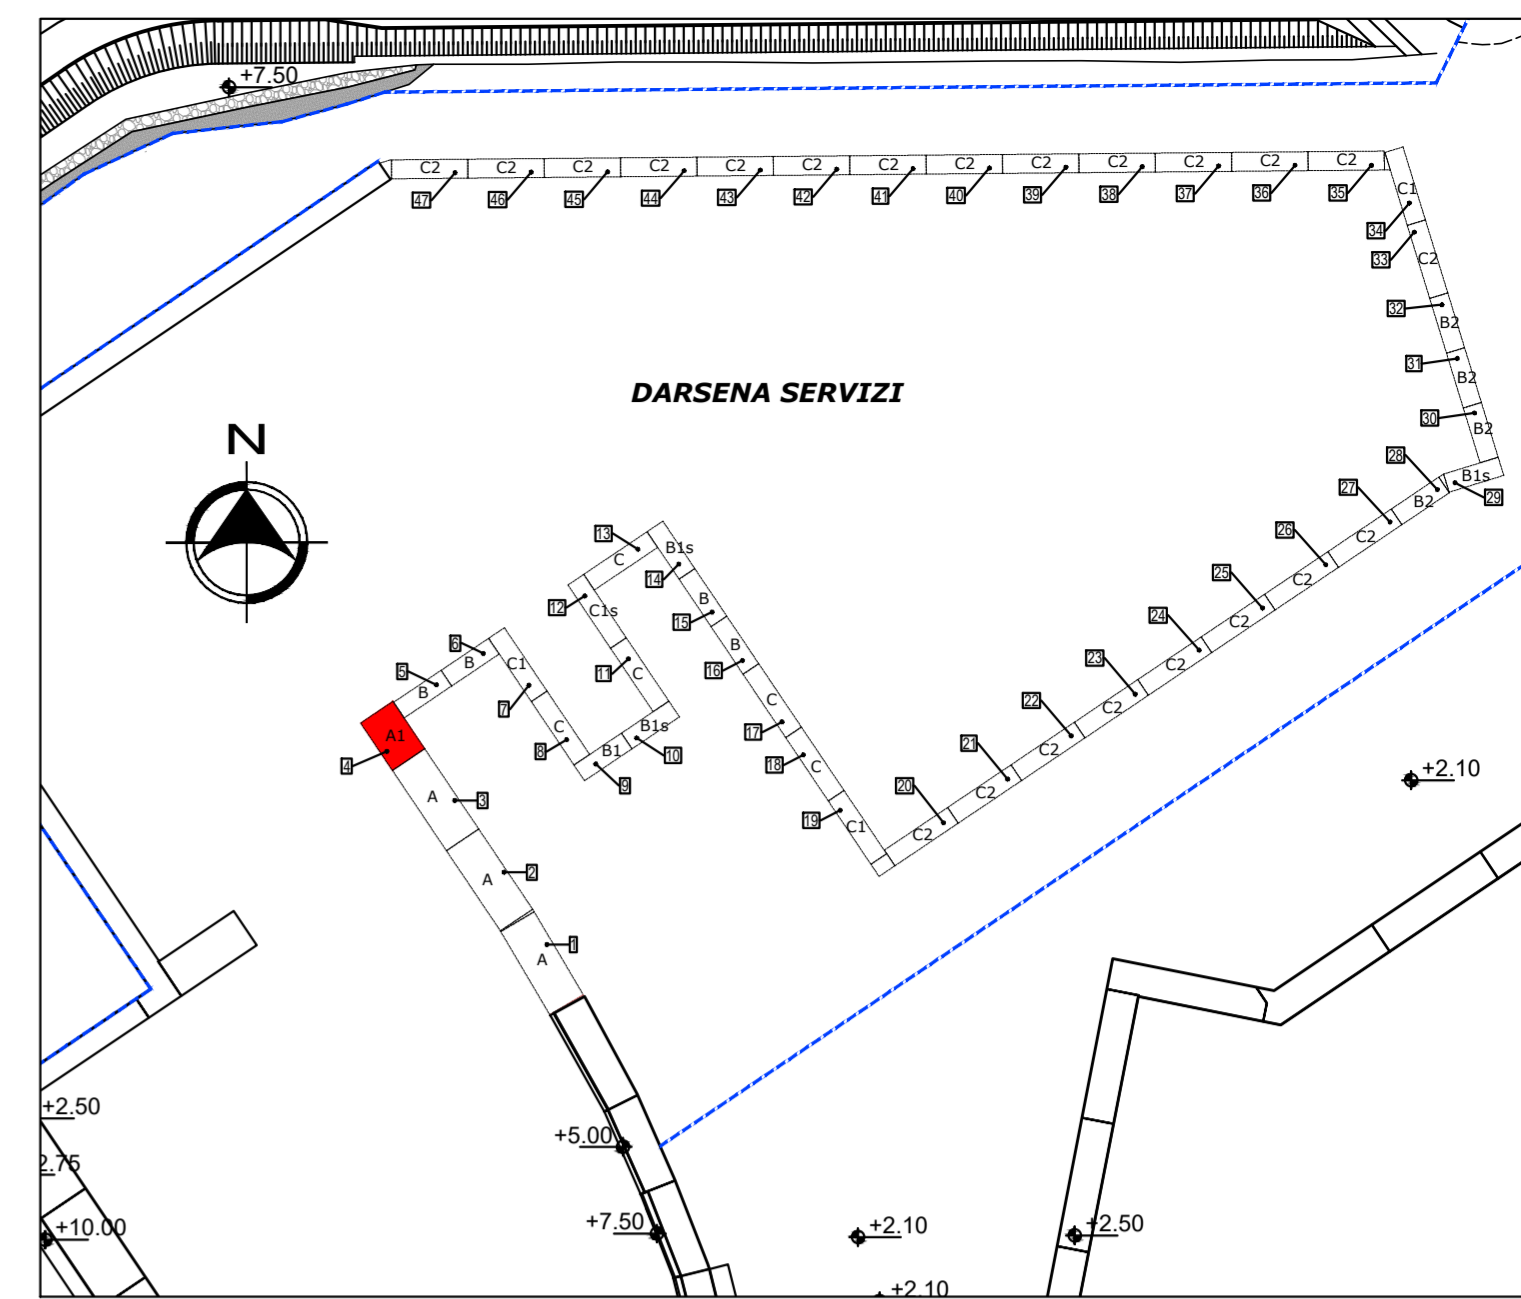 +7.50
C2 C2 C2 C2 C2 C2 C2 C2 C2 C2 C2 C2 C2
47 46 45 44 43 42 41 40 39 38 37 36 35
C1
34
33
C2
32
B2
31
B2
30
B2
DARSENA SERVIZI
N
28
B1s
29
27
B2
26
C2
25
C2
24
C2
23
C2
22
C2
21
C2
20
C2
C2
13
C
B1s
14
12
C1s
B
15
11
C
B
16
6
B
C1
5
B
7
C
17
B1s
10
C
8
B1
9
18
C
A1
4
19
C1
A
3
A
2
A
1
+2.10
+2.50
+5.00
2.75
+10.00
+7.50
+2.10
+2.50
+2.10